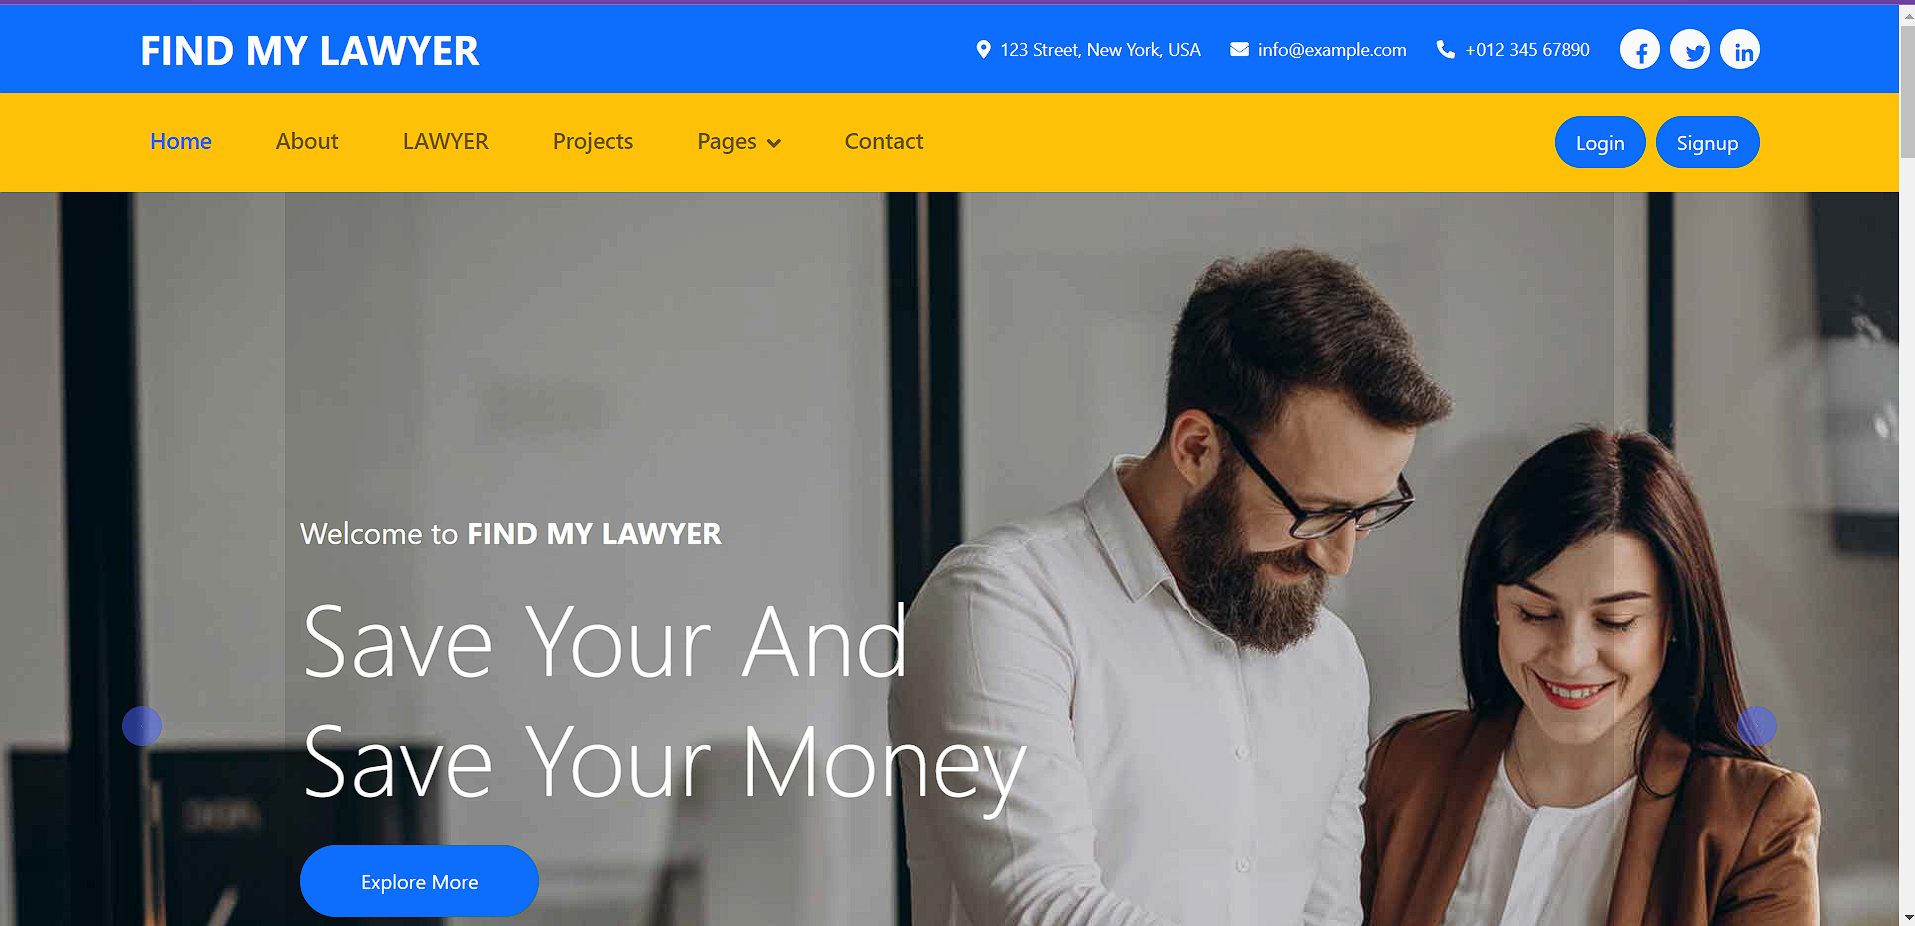 FIND MY LAWYER
123 Street, New York, USA
info@example.com
+012 345 67890
Home
About
LAWYER
Projects
Pages
Contact
Login
Signup
Welcome to FIND MY LAWYER
Save Your And
Save Your Money
Explore More